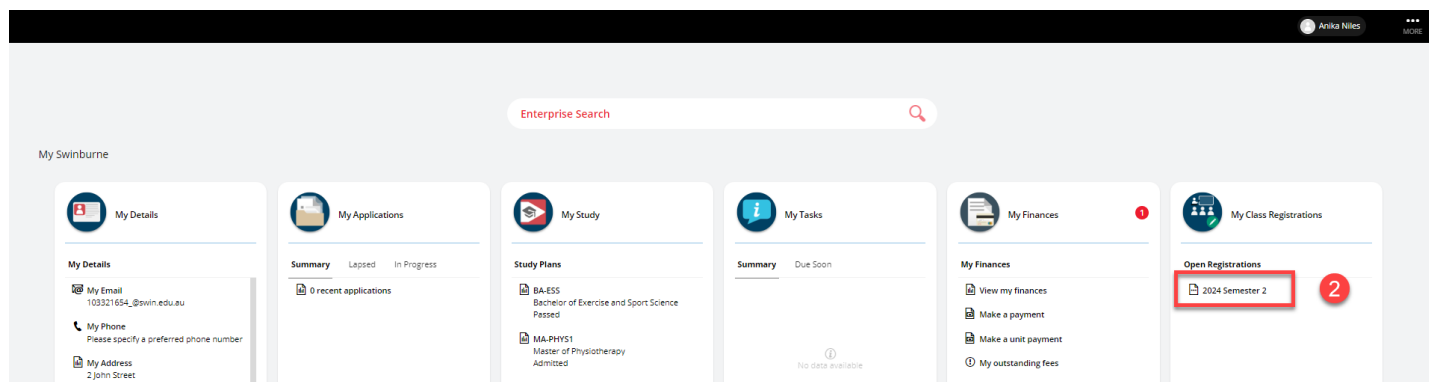 Anika Niles
MORE
Enterprise Search
My Swinburne
My Details
My Details
My Email
103321654_@swin.edu.au
My Phone
Please specify a preferred phone number
My Address
2 John Street
My Applications
Summary Lapsed In Progress
0 recent applications
My Study
Study Plans
BA-ESS
Bachelor of Exercise and Sport Science
Passed
MA-PHYS1
Master of Physiotherapy
Admitted
My Tasks
Summary Due Soon
No data available
My Finances 1
My Finances
View my finances
Make a payment
Make a unit payment
My outstanding fees
My Class Registrations
Open Registrations
2024 Semester 2
2